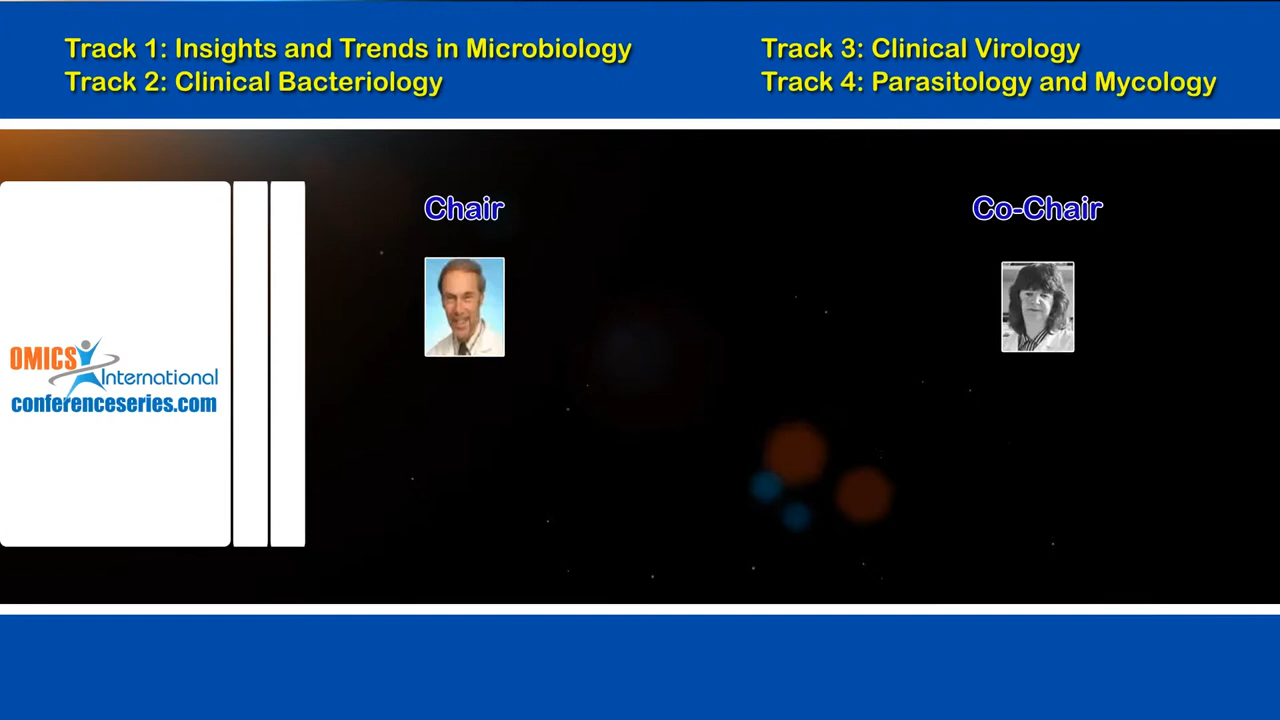 Track 1: Insights and Trends in Microbiology
Track 2: Clinical Bacteriology
Track 3: Clinical Virology
Track 4: Parasitology and Mycology
Chair
Co-Chair
OMICS International
conferenceseries.com